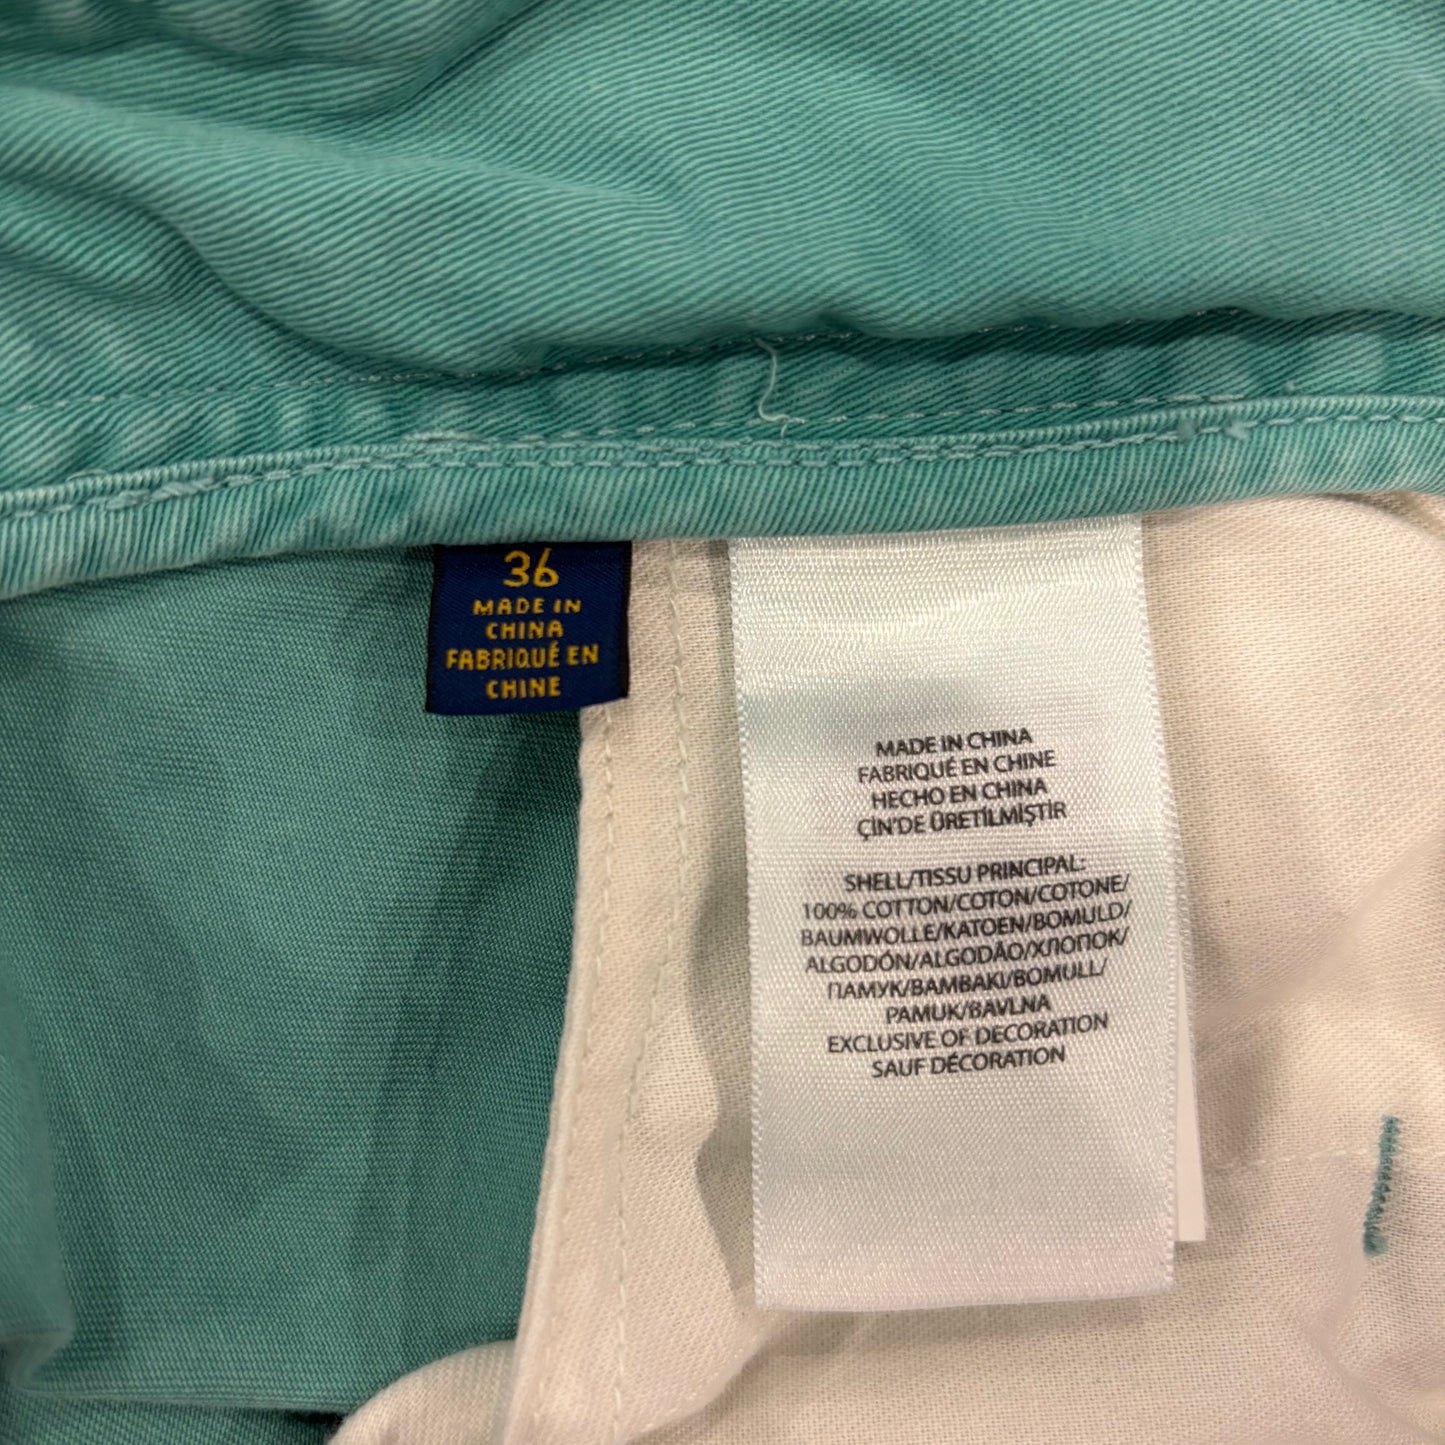 36
MADE IN
CHINA
FABRIQUÉ EN
CHINE
MADE IN CHINA
FABRIQUÉ EN CHINE
HECHO EN CHINA
ÇİN'DE ÜRETİLMİŞTİR
SHELL/TISSU PRINCIPAL:
100% COTTON/COTON/COTONE/
BAUMWOLLE/KATOEN/BOMULD/
ALGODÓN/ALGODÃO/ХЛОПОК/
ПАМУК/BAMBAKI/BOMULL/
PAMUK/BAVLNA
EXCLUSIVE OF DECORATION
SAUF DÉCORATION